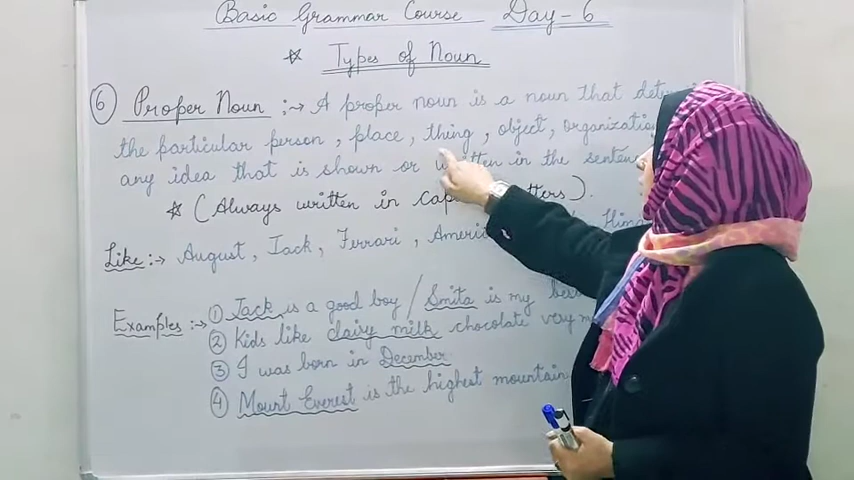 Basic Grammar Course Day - 6
☆ Types of Noun
6 Proper Noun :→ A proper noun is a noun that
the particular person, place, thing, object,
any idea that is shown or in the
☆ (Always written in
Like :→ August, Jack, Ferrari,
Examples :→ 1 Jack is a good boy / Smita is my
2 Kids like dairy milk chocolate very
3 I was born in December
4 Mount Everest is the highest mountain